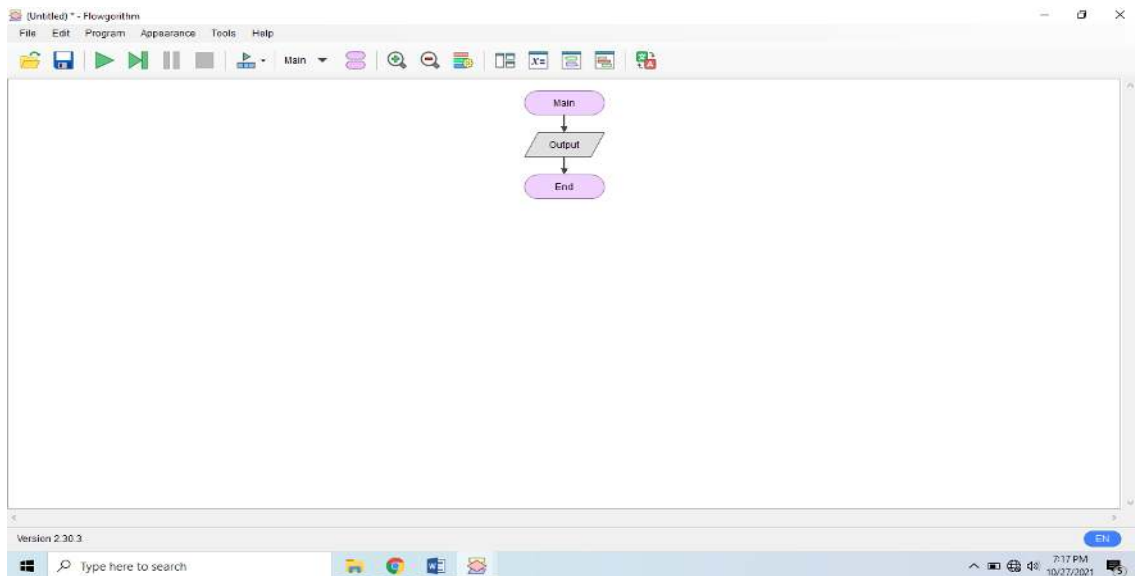 (Untitled) * - Flowgorithm
File Edit Program Appearance Tools Help
Main
X=
Main
Output
End
Version 2.30.3
EN
Type here to search
7:17 PM
10/27/2021
5